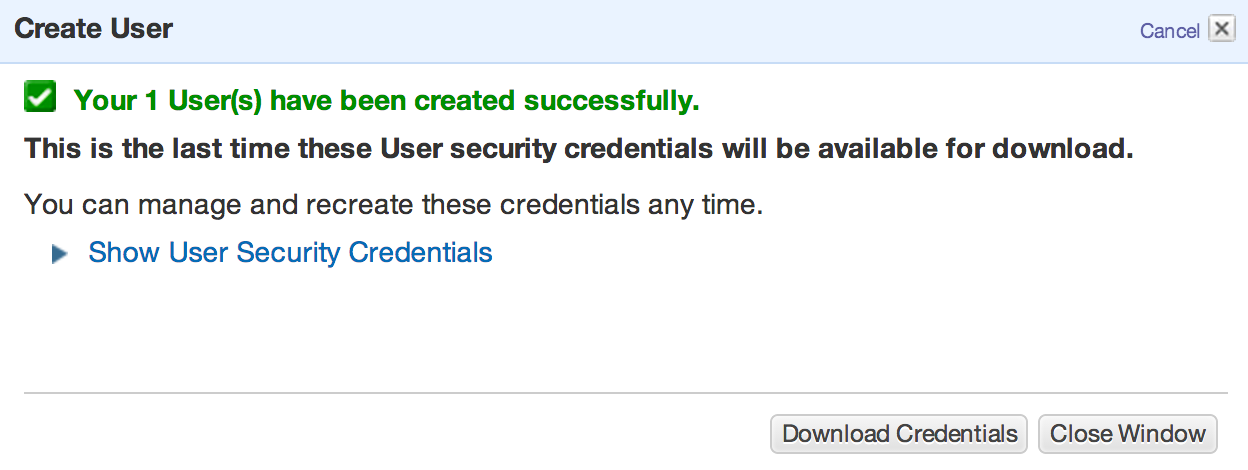 Create User
Cancel
Your 1 User(s) have been created successfully.
This is the last time these User security credentials will be available for download.
You can manage and recreate these credentials any time.
Show User Security Credentials
Download Credentials
Close Window